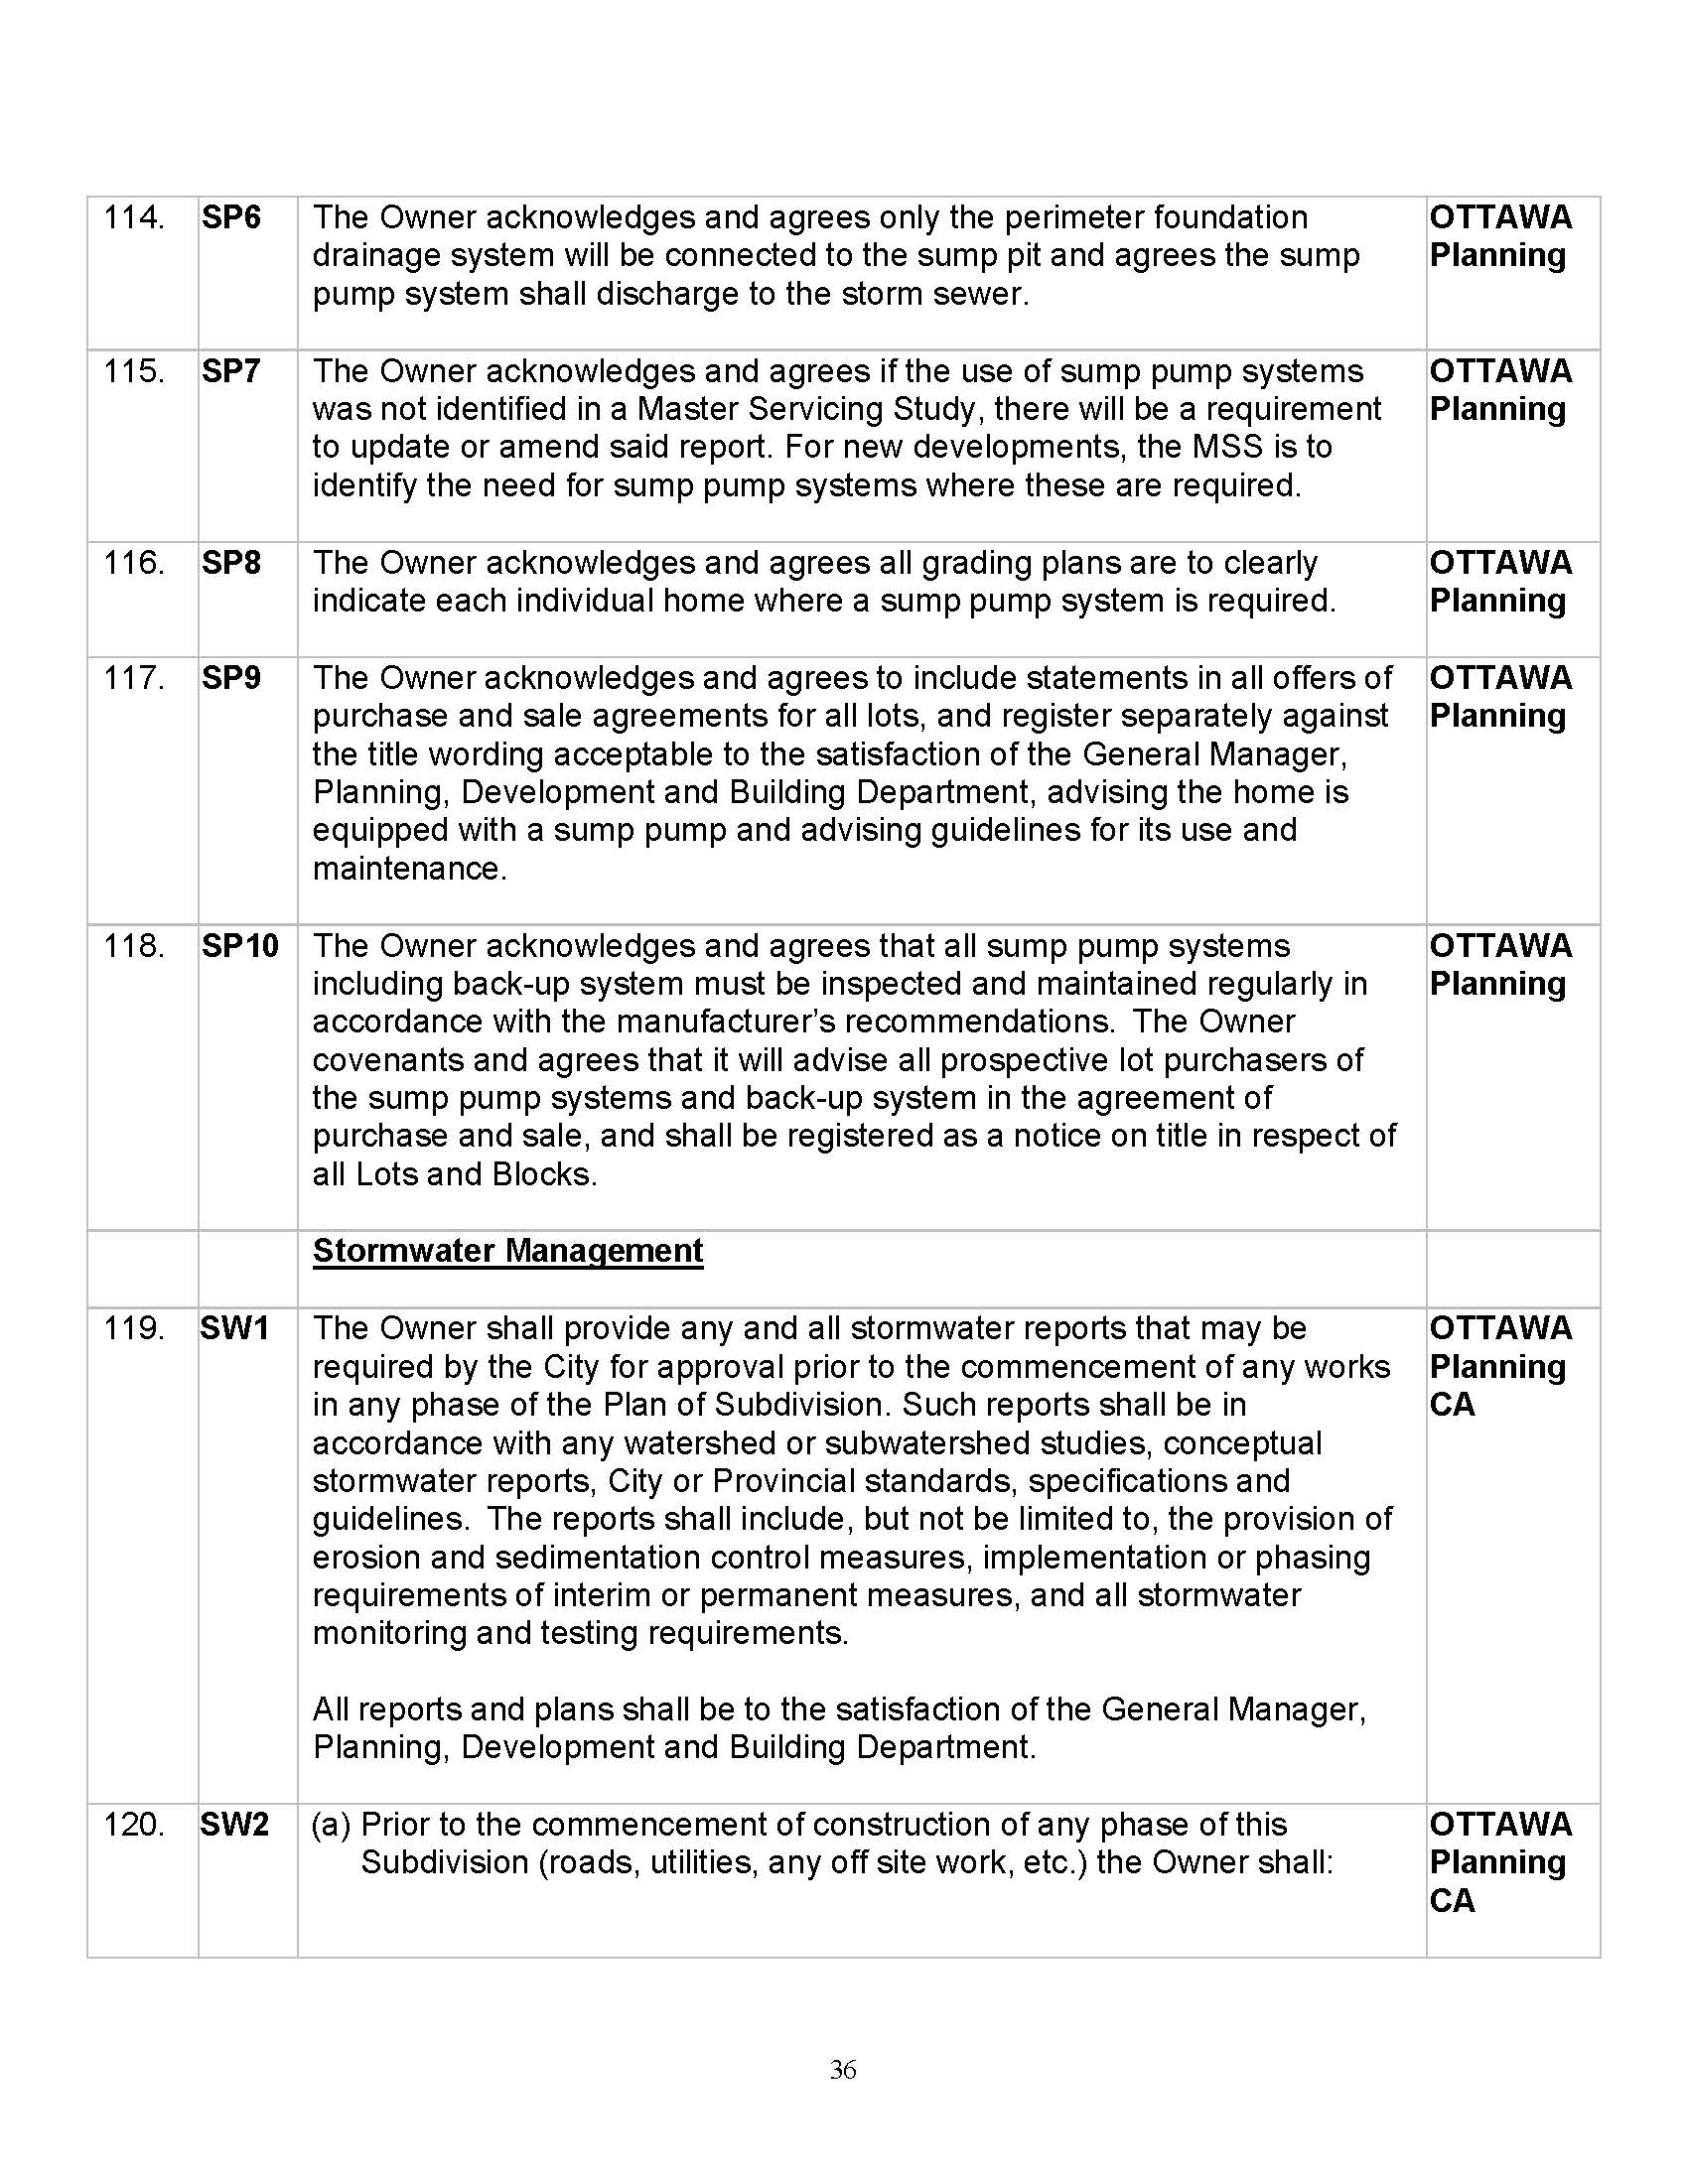 114. SP6 The Owner acknowledges and agrees only the perimeter foundation OTTAWA
drainage system will be connected to the sump pit and agrees the sump Planning
pump system shall discharge to the storm sewer.
115. SP7 The Owner acknowledges and agrees if the use of sump pump systems OTTAWA
was not identified in a Master Servicing Study, there will be a requirement Planning
to update or amend said report. For new developments, the MSS is to
identify the need for sump pump systems where these are required.
116. SP8 The Owner acknowledges and agrees all grading plans are to clearly OTTAWA
indicate each individual home where a sump pump system is required. Planning
117. SP9 The Owner acknowledges and agrees to include statements in all offers of OTTAWA
purchase and sale agreements for all lots, and register separately against Planning
the title wording acceptable to the satisfaction of the General Manager,
Planning, Development and Building Department, advising the home is
equipped with a sump pump and advising guidelines for its use and
maintenance.
118. SP10 The Owner acknowledges and agrees that all sump pump systems OTTAWA
including back-up system must be inspected and maintained regularly in Planning
accordance with the manufacturer’s recommendations. The Owner
covenants and agrees that it will advise all prospective lot purchasers of
the sump pump systems and back-up system in the agreement of
purchase and sale, and shall be registered as a notice on title in respect of
all Lots and Blocks.
Stormwater Management
119. SW1 The Owner shall provide any and all stormwater reports that may be OTTAWA
required by the City for approval prior to the commencement of any works Planning
in any phase of the Plan of Subdivision. Such reports shall be in CA
accordance with any watershed or subwatershed studies, conceptual
stormwater reports, City or Provincial standards, specifications and
guidelines. The reports shall include, but not be limited to, the provision of
erosion and sedimentation control measures, implementation or phasing
requirements of interim or permanent measures, and all stormwater
monitoring and testing requirements.
All reports and plans shall be to the satisfaction of the General Manager,
Planning, Development and Building Department.
120. SW2 (a) Prior to the commencement of construction of any phase of this OTTAWA
Subdivision (roads, utilities, any off site work, etc.) the Owner shall: Planning
CA
36